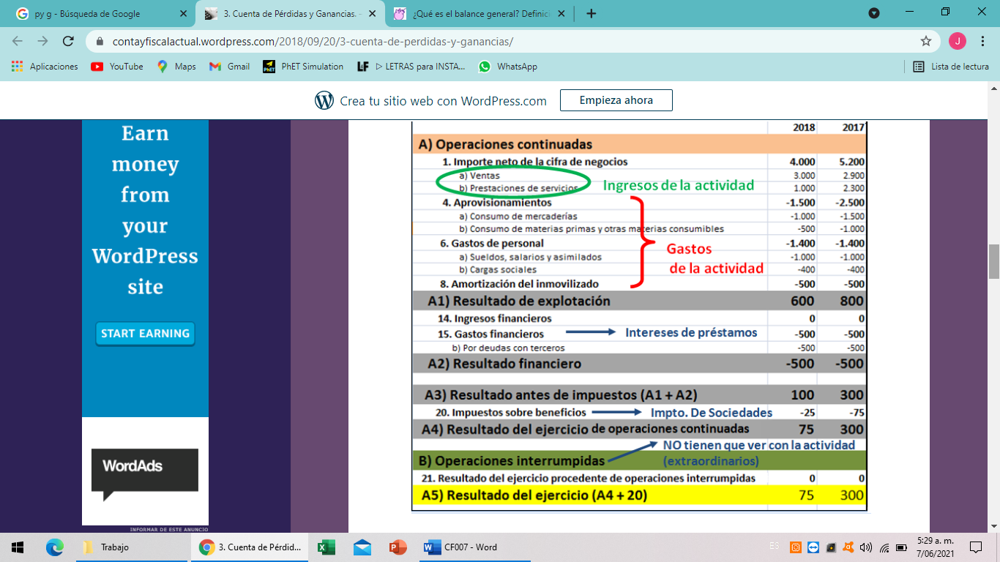 py g - Búsqueda de Google
3. Cuenta de Pérdidas y Ganancias. -
¿Qué es el balance general? Definic
contayfiscalactual.wordpress.com/2018/09/20/3-cuenta-de-perdidas-y-ganancias/
J
Aplicaciones
YouTube
Maps
Gmail
PhET Simulation
▷ LETRAS para INSTA...
WhatsApp
Lista de lectura
Crea tu sitio web con WordPress.com
Empieza ahora
Earn
money
from
your
WordPress
site
START EARNING
WordAds
INFORMAR DE ESTE ANUNCIO
2018 2017
A) Operaciones continuadas
1. Importe neto de la cifra de negocios 4.000 5.200
a) Ventas 3.000 2.900
b) Prestaciones de servicios 1.000 2.300
Ingresos de la actividad
4. Aprovisionamientos -1.500 -2.500
a) Consumo de mercaderías -1.000 -1.500
b) Consumo de materias primas y otras materias consumibles -500 -1.000
6. Gastos de personal -1.400 -1.400
a) Sueldos, salarios y asimilados -1.000 -1.000
b) Cargas sociales -400 -400
8. Amortización del inmovilizado -500 -500
Gastos
de la actividad
A1) Resultado de explotación 600 800
14. Ingresos financieros 0 0
15. Gastos financieros Intereses de préstamos -500 -500
b) Por deudas con terceros -500 -500
A2) Resultado financiero -500 -500
A3) Resultado antes de impuestos (A1 + A2) 100 300
20. Impuestos sobre beneficios Impto. De Sociedades -25 -75
A4) Resultado del ejercicio de operaciones continuadas 75 300
NO tienen que ver con la actividad
B) Operaciones interrumpidas (extraordinarios)
21. Resultado del ejercicio procedente de operaciones interrumpidas 0 0
A5) Resultado del ejercicio (A4 + 20) 75 300
Trabajo
3. Cuenta de Pérdid...
CF007 - Word
ES
5:29 a. m.
7/06/2021